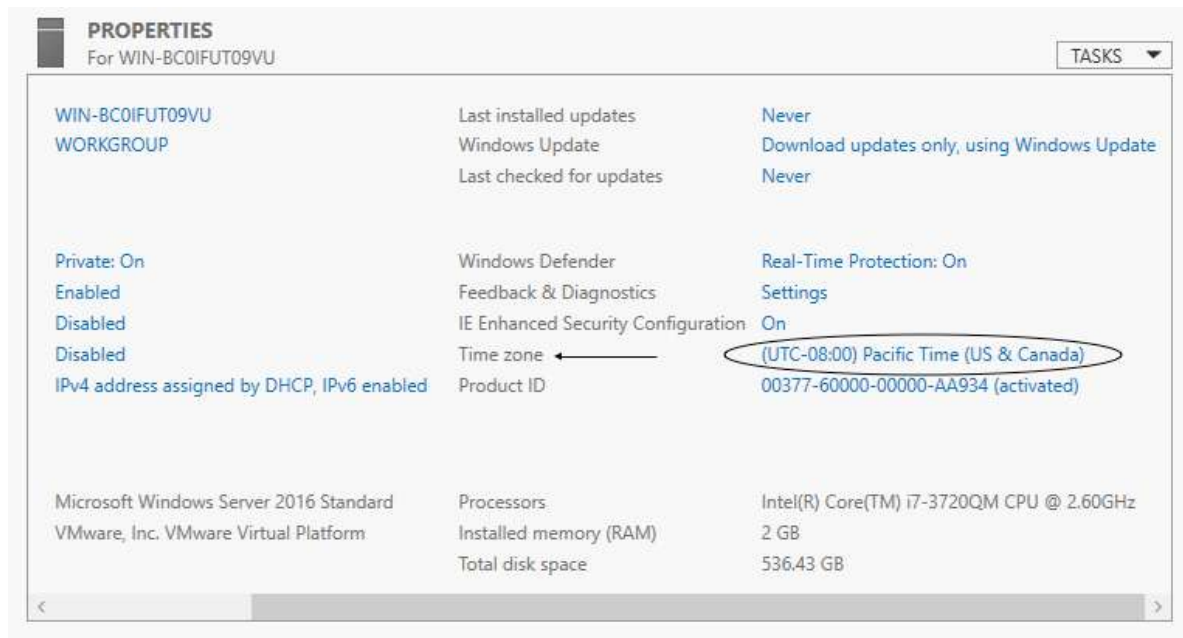 PROPERTIES
For WIN-BC0IFUT09VU
TASKS
WIN-BC0IFUT09VU Last installed updates Never
WORKGROUP Windows Update Download updates only, using Windows Update
Last checked for updates Never
Private: On Windows Defender Real-Time Protection: On
Enabled Feedback & Diagnostics Settings
Disabled IE Enhanced Security Configuration On
Disabled Time zone (UTC-08:00) Pacific Time (US & Canada)
IPv4 address assigned by DHCP, IPv6 enabled Product ID 00377-60000-00000-AA934 (activated)
Microsoft Windows Server 2016 Standard Processors Intel(R) Core(TM) i7-3720QM CPU @ 2.60GHz
VMware, Inc. VMware Virtual Platform Installed memory (RAM) 2 GB
Total disk space 536.43 GB